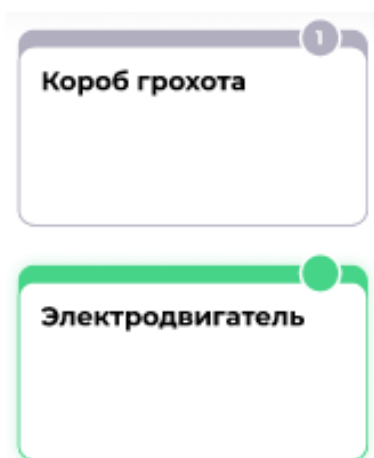 1
Короб грохота
Электродвигатель